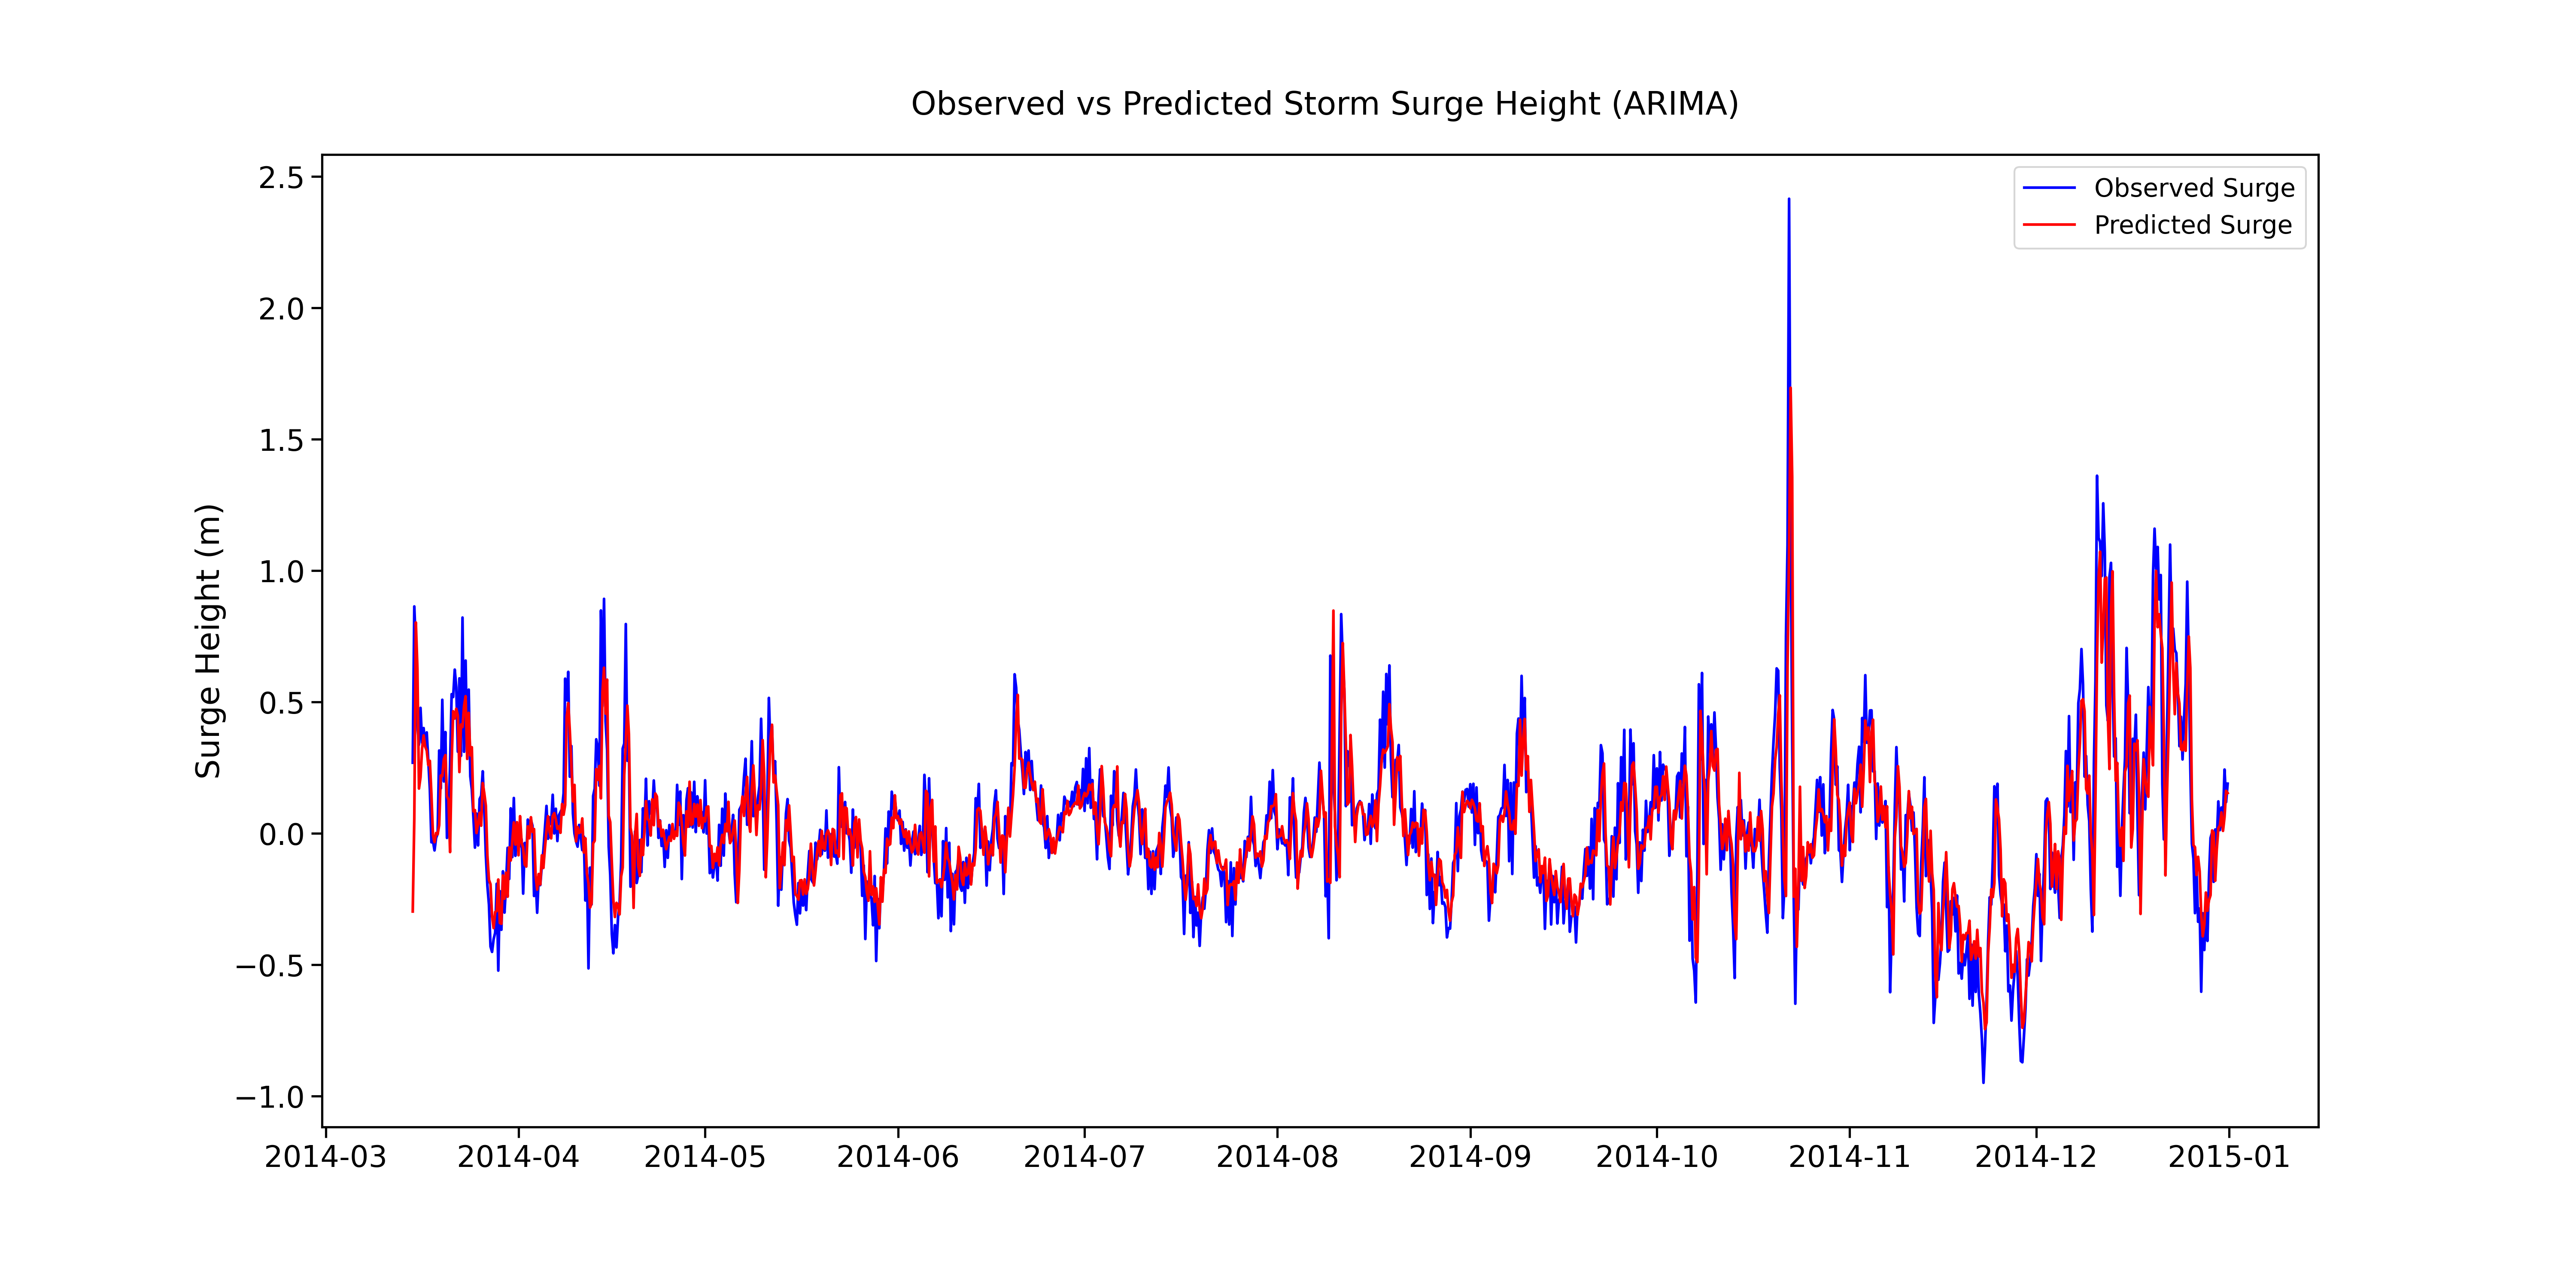 Observed vs Predicted Storm Surge Height (ARIMA)
Observed Surge
Predicted Surge
Surge Height (m)
2.5
2.0
1.5
1.0
0.5
0.0
−0.5
−1.0
2014-03 2014-04 2014-05 2014-06 2014-07 2014-08 2014-09 2014-10 2014-11 2014-12 2015-01